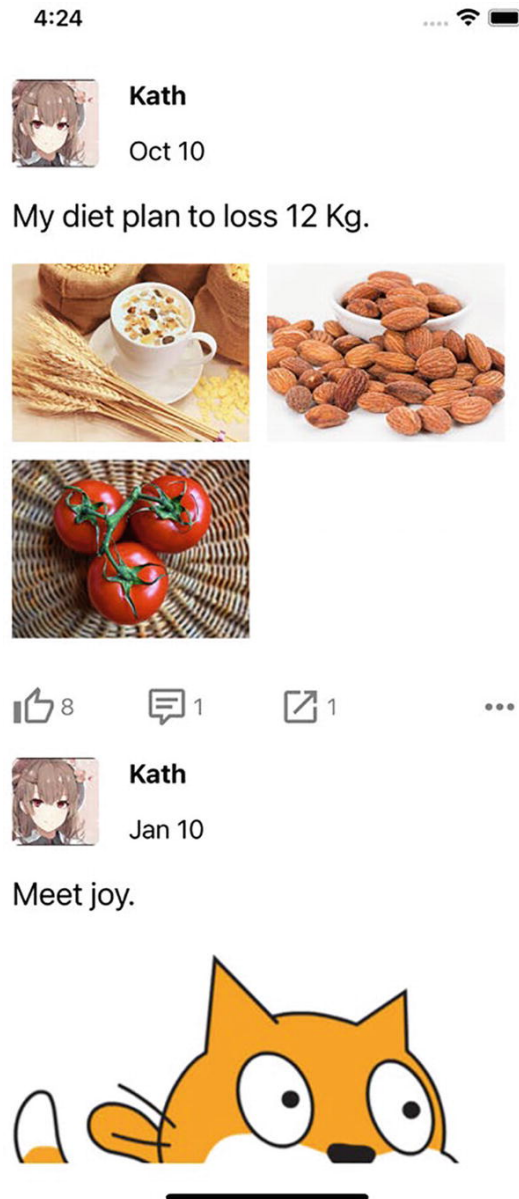 4:24
Kath
Oct 10
My diet plan to loss 12 Kg.
8 1 1
Kath
Jan 10
Meet joy.